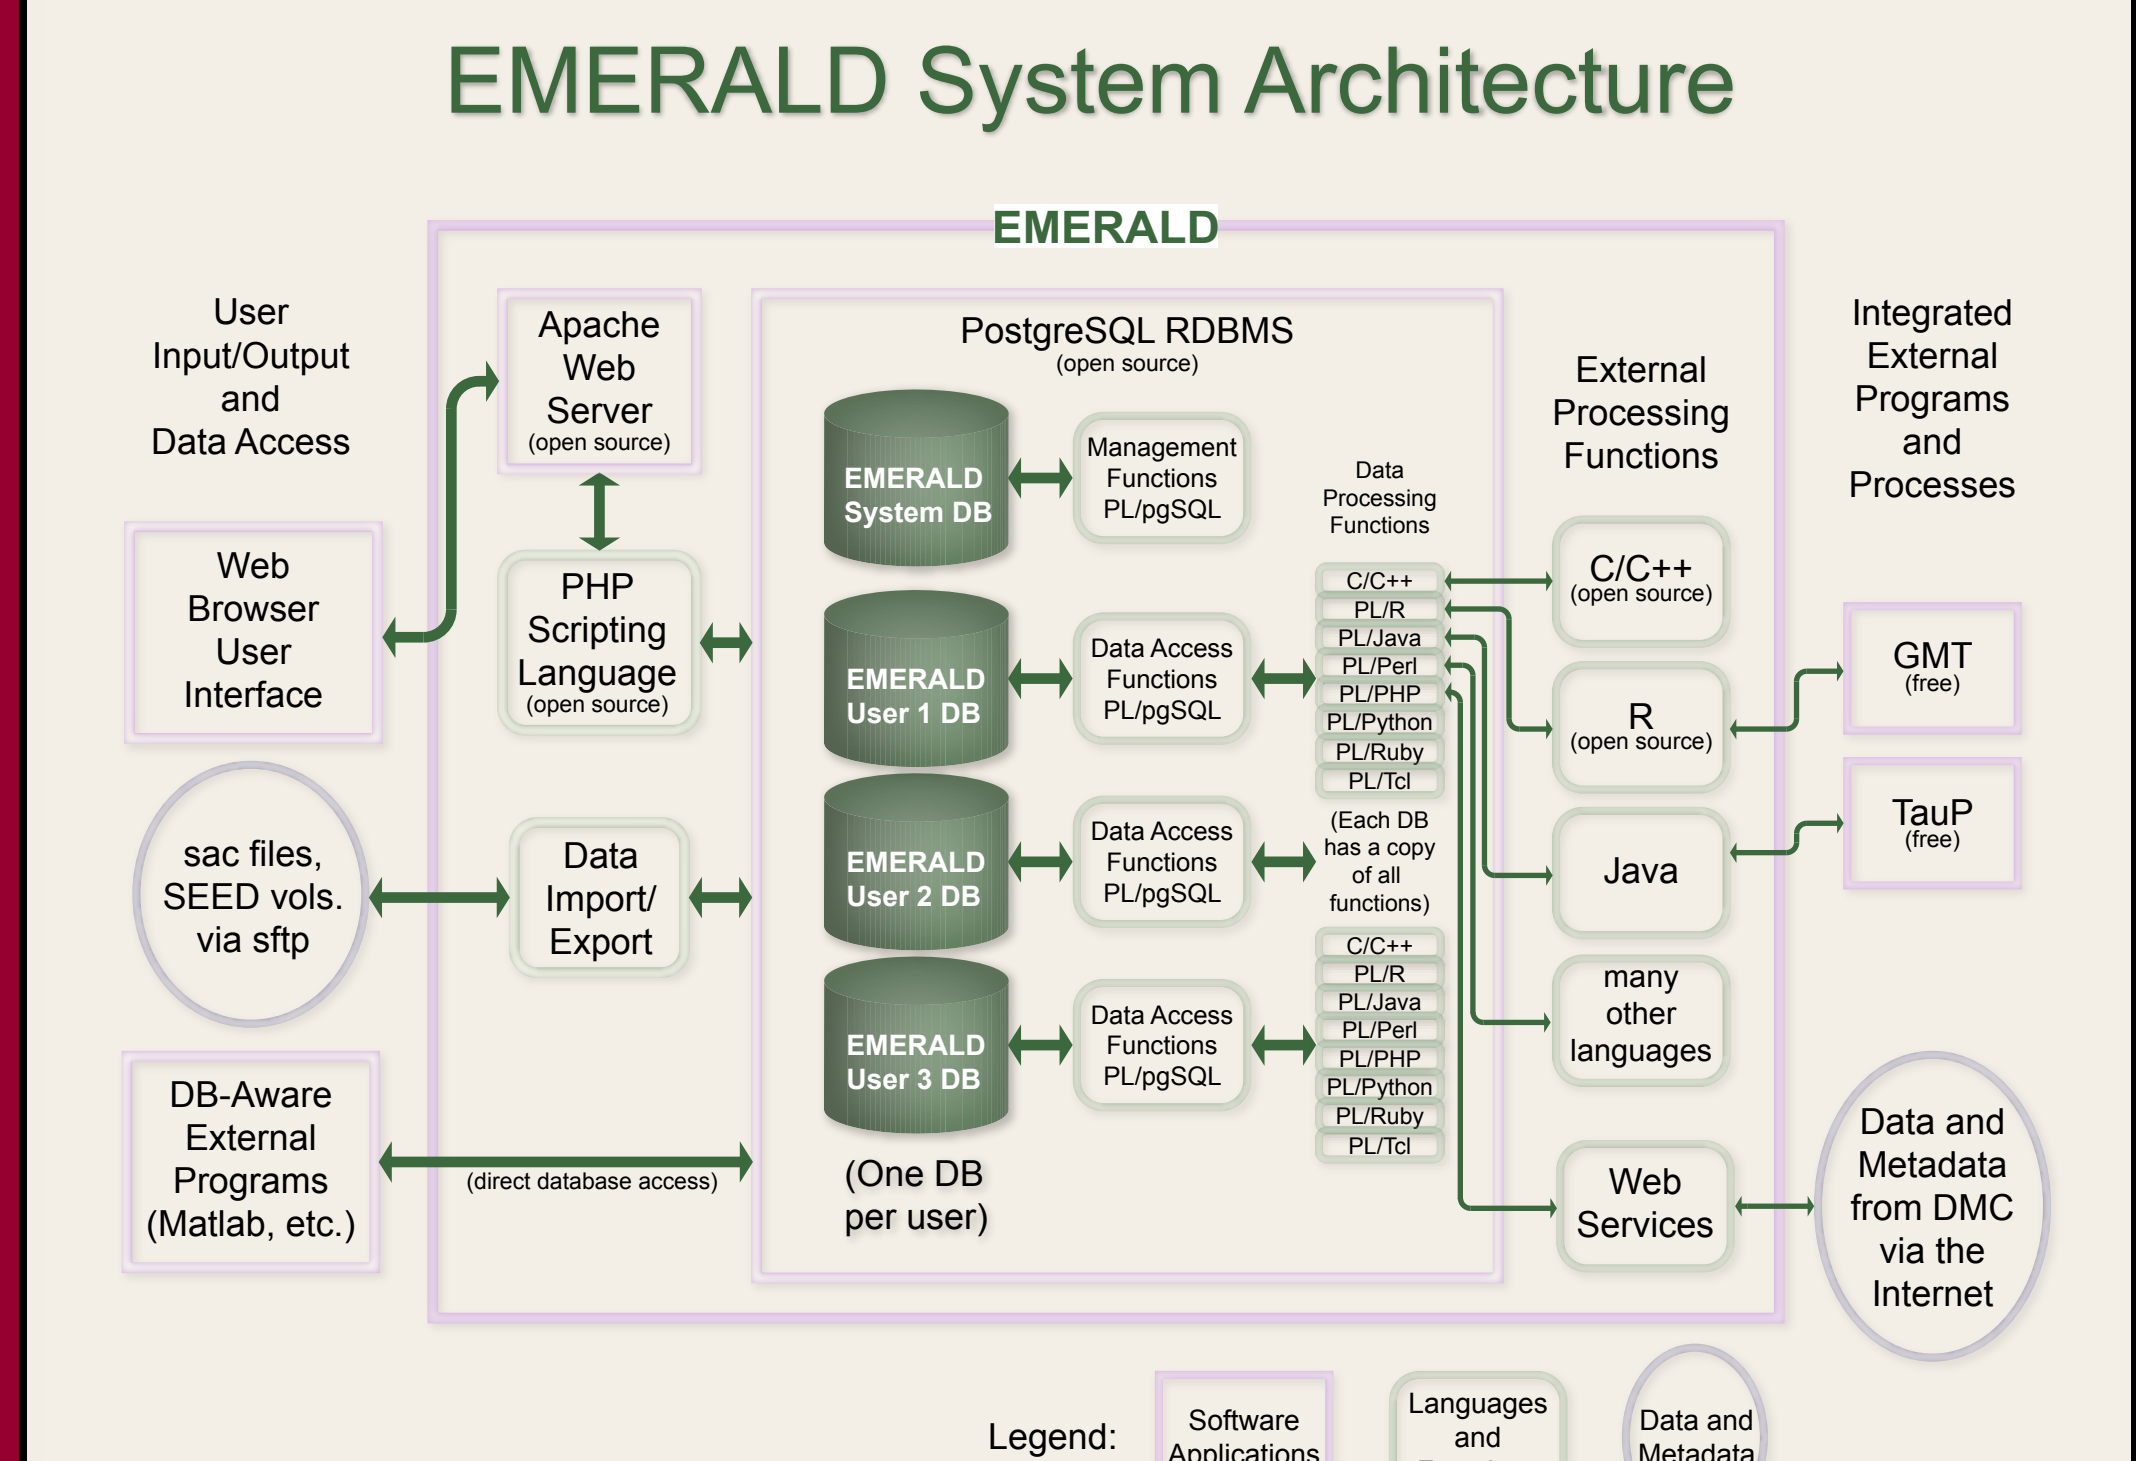 EMERALD System Architecture
EMERALD
User
Input/Output
and
Data Access
Web
Browser
User
Interface
sac files,
SEED vols.
via sftp
DB-Aware
External
Programs
(Matlab, etc.)
Apache
Web
Server
(open source)
PHP
Scripting
Language
(open source)
Data
Import/
Export
(direct database access)
PostgreSQL RDBMS
(open source)
EMERALD
System DB
Management
Functions
PL/pgSQL
EMERALD
User 1 DB
Data Access
Functions
PL/pgSQL
EMERALD
User 2 DB
Data Access
Functions
PL/pgSQL
EMERALD
User 3 DB
Data Access
Functions
PL/pgSQL
(One DB
per user)
Data
Processing
Functions
C/C++
PL/R
PL/Java
PL/Perl
PL/PHP
PL/Python
PL/Ruby
PL/Tcl
(Each DB
has a copy
of all
functions)
C/C++
PL/R
PL/Java
PL/Perl
PL/PHP
PL/Python
PL/Ruby
PL/Tcl
External
Processing
Functions
C/C++
(open source)
R
(open source)
Java
many
other
languages
Web
Services
Integrated
External
Programs
and
Processes
GMT
(free)
TauP
(free)
Data and
Metadata
from DMC
via the
Internet
Legend:
Software
Applications
Languages
and
Data and
Metadata